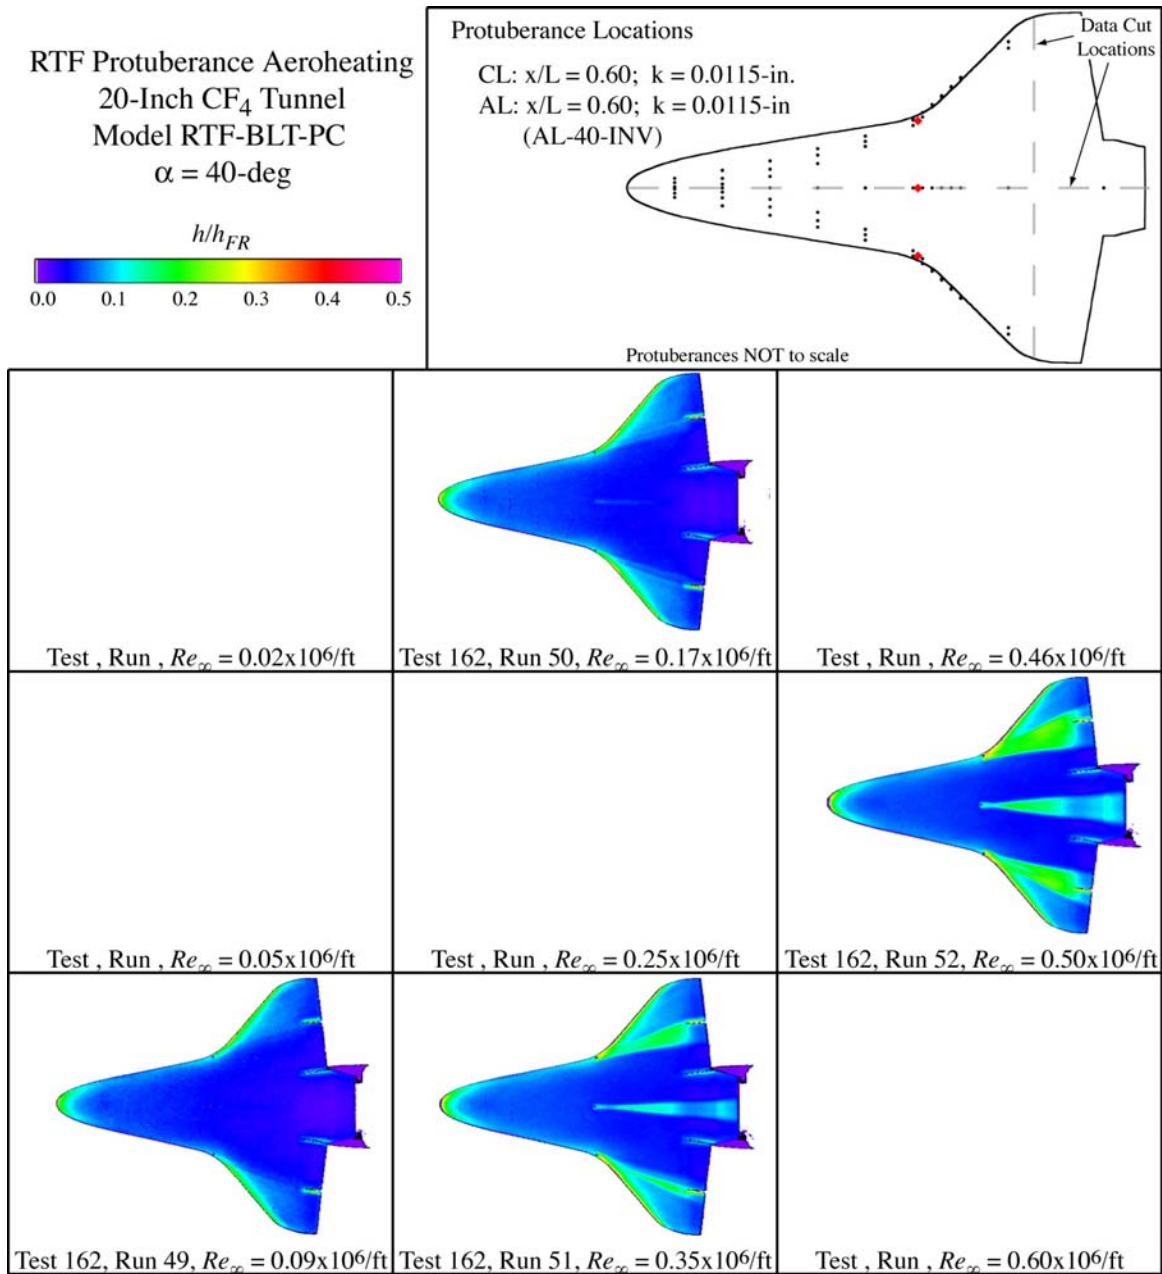 RTF Protuberance Aeroheating
20-Inch CF4 Tunnel
Model RTF-BLT-PC
α = 40-deg
h/hFR
0.0 0.1 0.2 0.3 0.4 0.5
Protuberance Locations
CL: x/L = 0.60; k = 0.0115-in.
AL: x/L = 0.60; k = 0.0115-in
(AL-40-INV)
Data Cut
Locations
Protuberances NOT to scale
Test , Run , Re∞ = 0.02x10⁶/ft
Test 162, Run 50, Re∞ = 0.17x10⁶/ft
Test , Run , Re∞ = 0.46x10⁶/ft
Test , Run , Re∞ = 0.05x10⁶/ft
Test , Run , Re∞ = 0.25x10⁶/ft
Test 162, Run 52, Re∞ = 0.50x10⁶/ft
Test 162, Run 49, Re∞ = 0.09x10⁶/ft
Test 162, Run 51, Re∞ = 0.35x10⁶/ft
Test , Run , Re∞ = 0.60x10⁶/ft